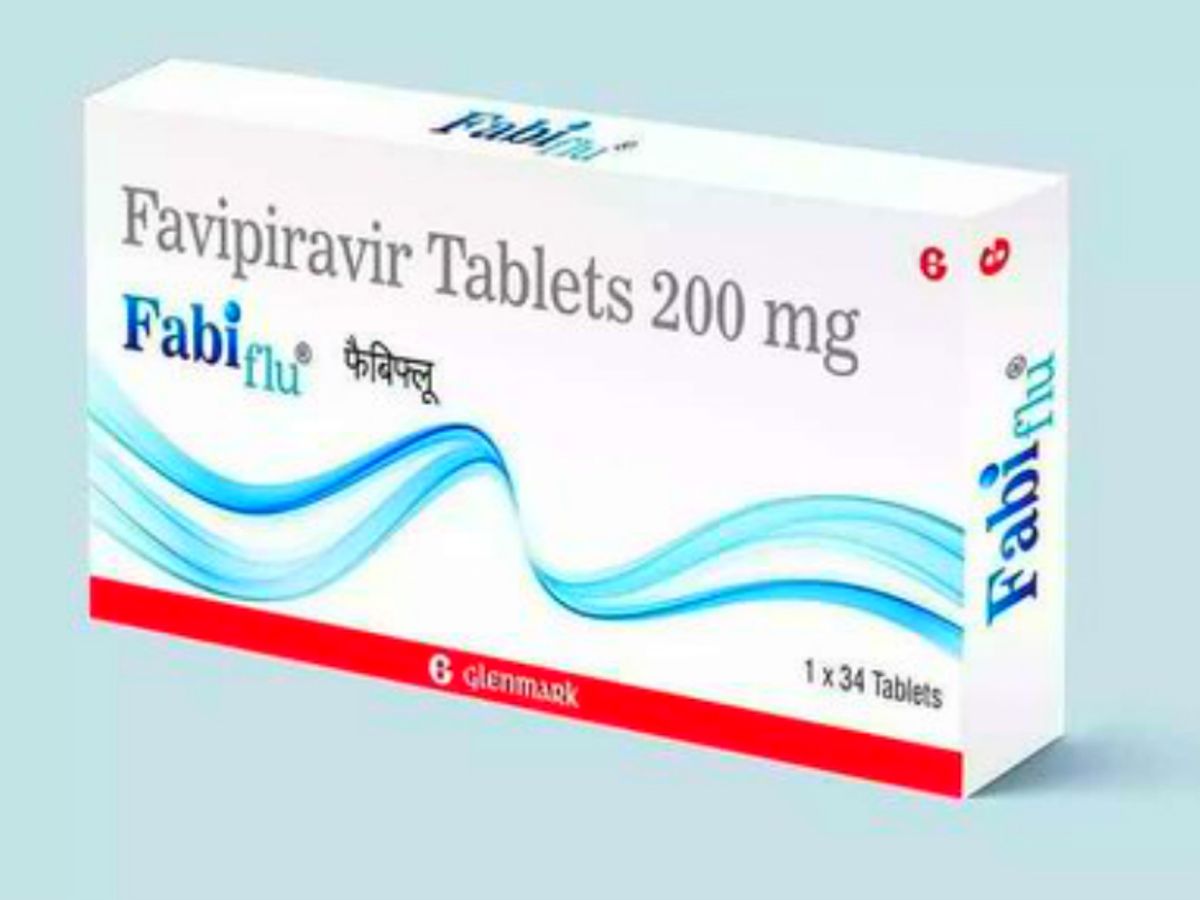 Fabiflu®
Favipiravir Tablets 200 mg
Fabiflu® फैबिफ्लू
Fabiflu®
1 x 34 Tablets
G glenmark